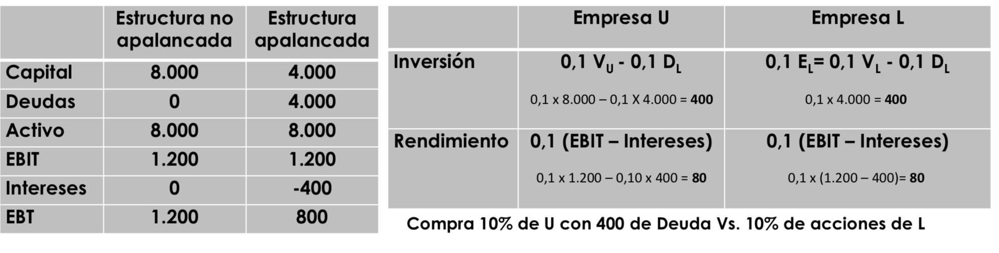 Estructura no apalancada Estructura apalancada
Capital 8.000 4.000
Deudas 0 4.000
Activo 8.000 8.000
EBIT 1.200 1.200
Intereses 0 -400
EBT 1.200 800
Empresa U Empresa L
Inversión 0,1 V_U - 0,1 D_L 0,1 E_L= 0,1 V_L - 0,1 D_L
0,1 x 8.000 – 0,1 X 4.000 = 400 0,1 x 4.000 = 400
Rendimiento 0,1 (EBIT – Intereses) 0,1 (EBIT – Intereses)
0,1 x 1.200 – 0,10 x 400 = 80 0,1 x (1.200 – 400)= 80
Compra 10% de U con 400 de Deuda Vs. 10% de acciones de L